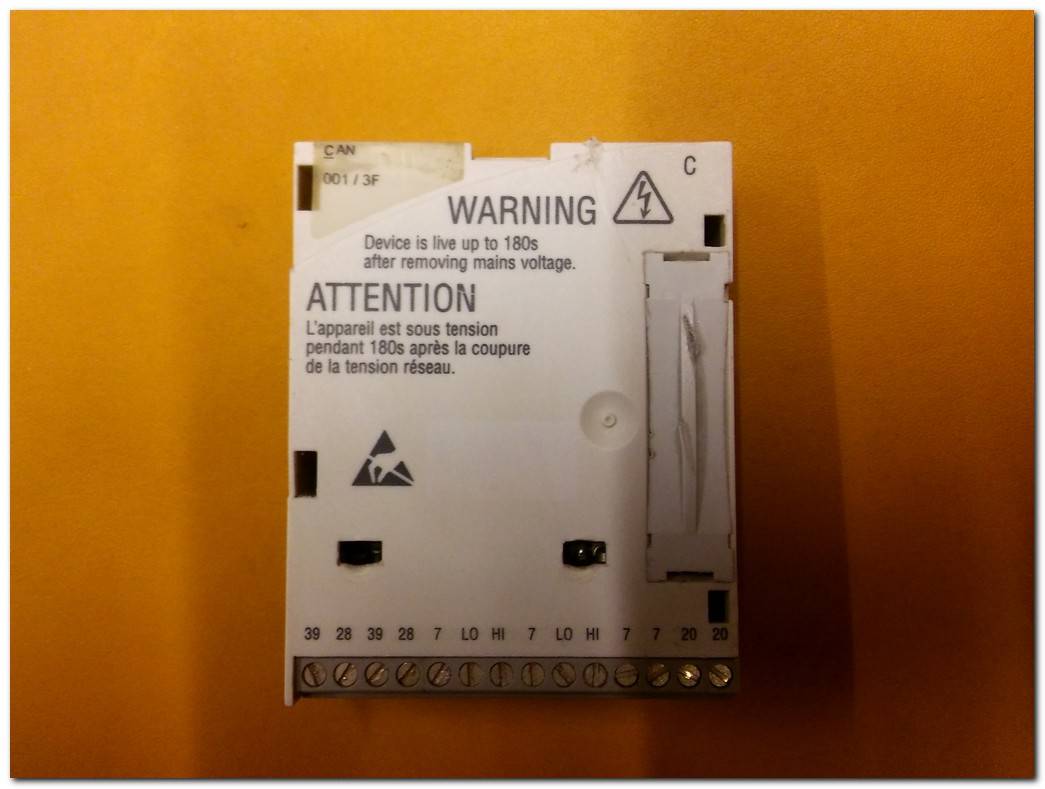 CAN
001 / 3F
C
WARNING
Device is live up to 180s
after removing mains voltage.
ATTENTION
L'appareil est sous tension
pendant 180s après la coupure
de la tension réseau.
39 28 39 28 7 LO HI 7 LO HI 7 7 20 20